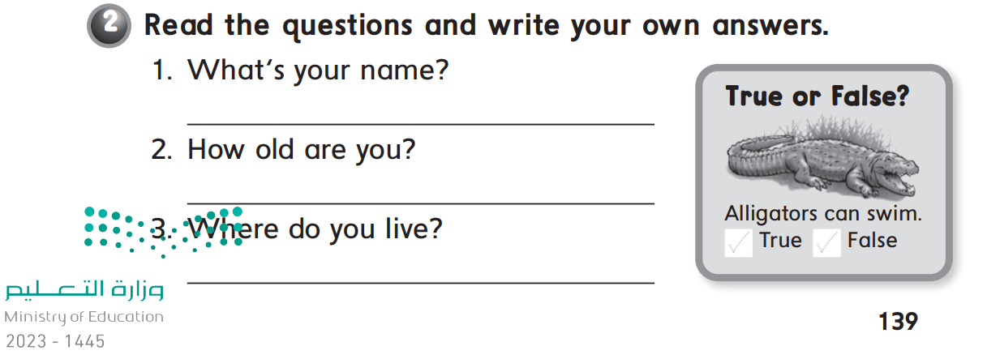 2 Read the questions and write your own answers.
1. What's your name?
2. How old are you?
3. Where do you live?
True or False?
Alligators can swim.
True False
وزارة التعليم
Ministry of Education
2023 - 1445
139